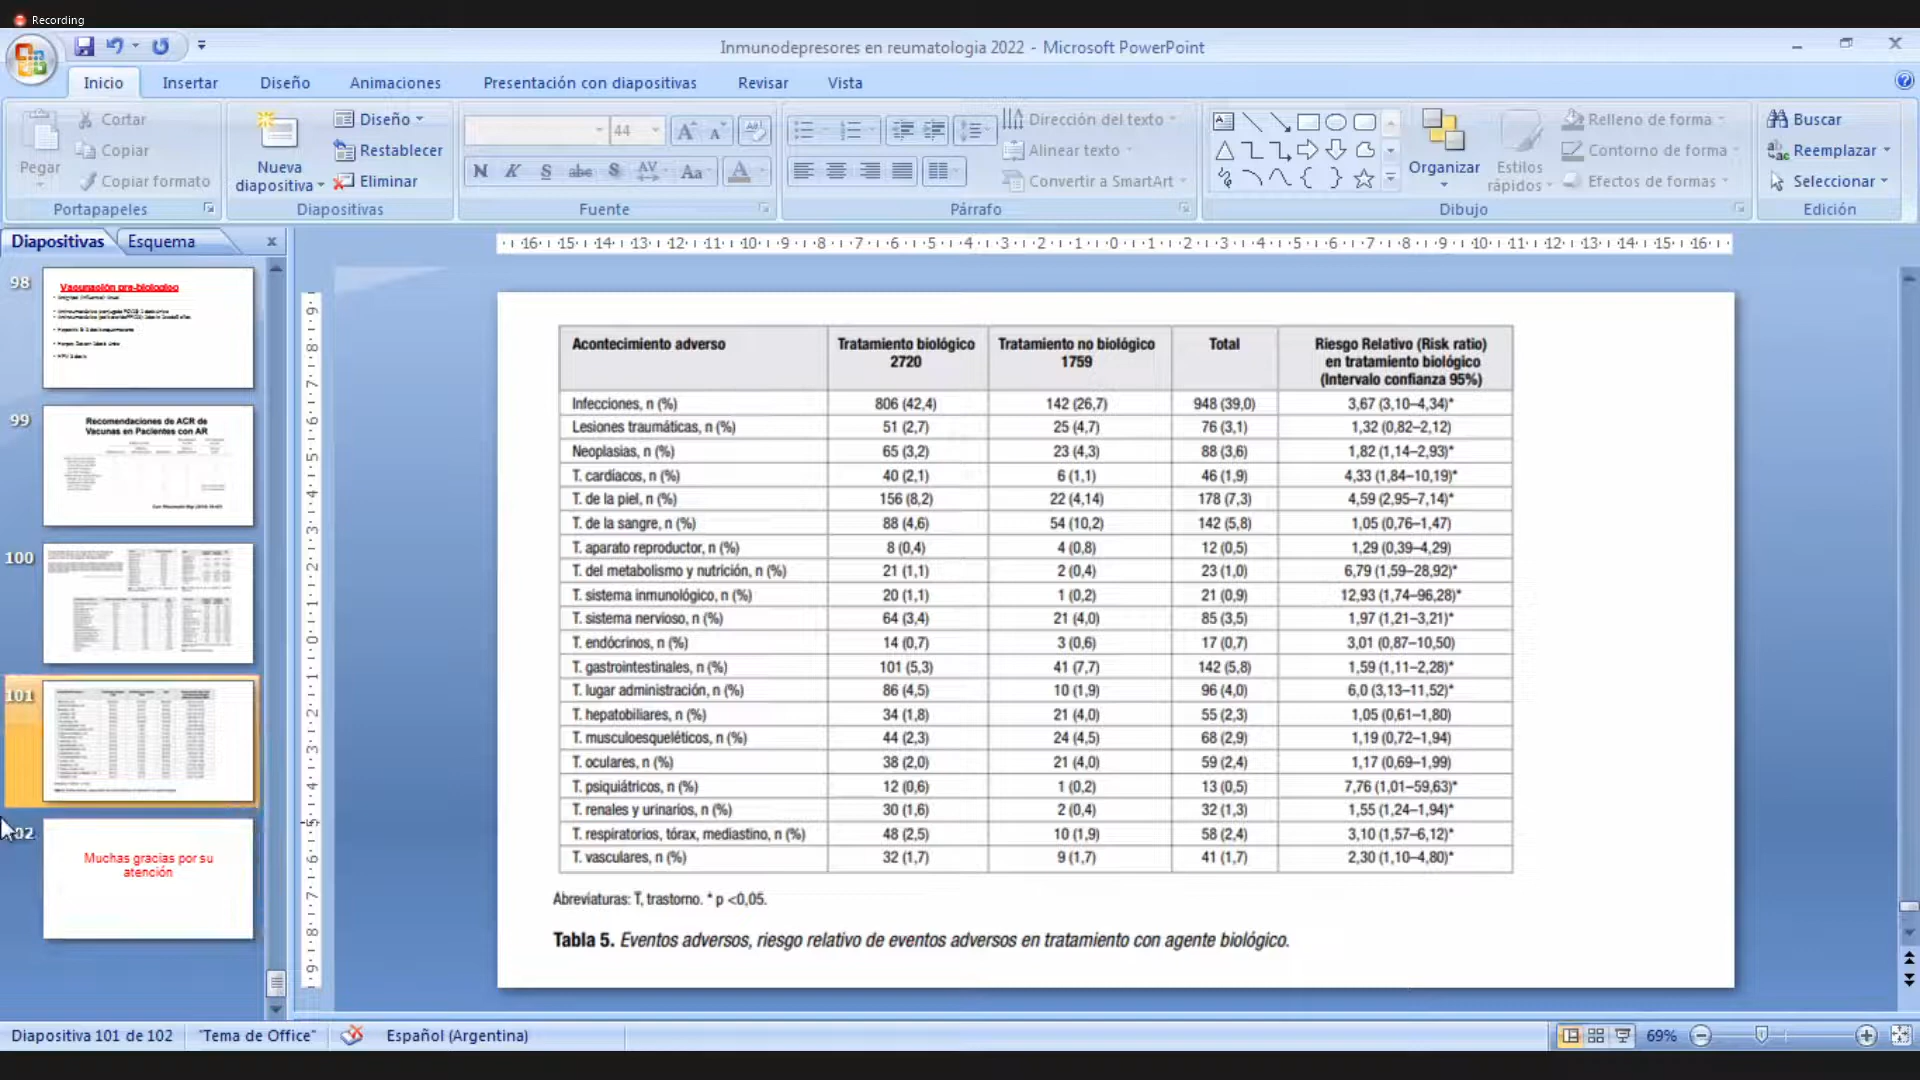 Recording
Inmunodepresores en reumatologia 2022 - Microsoft PowerPoint
Inicio Insertar Diseño Animaciones Presentación con diapositivas Revisar Vista
Pegar
Cortar
Copiar
Copiar formato
Portapapeles
Nueva diapositiva
Diseño
Restablecer
Eliminar
Diapositivas
44
Fuente
Dirección del texto
Alinear texto
Convertir a SmartArt
Párrafo
Organizar
Estilos rápidos
Relleno de forma
Contorno de forma
Efectos de formas
Dibujo
Buscar
Reemplazar
Seleccionar
Edición
Diapositivas Esquema
98
Vacunación pre-biologico
99
Recomendaciones de ACR de
Vacunas en Pacientes con AR
100
101
02
Muchas gracias por su
atención
Acontecimiento adverso Tratamiento biológico 2720 Tratamiento no biológico 1759 Total Riesgo Relativo (Risk ratio) en tratamiento biológico (Intervalo confianza 95%)
Infecciones, n (%) 806 (42,4) 142 (26,7) 948 (39,0) 3,67 (3,10–4,34)*
Lesiones traumáticas, n (%) 51 (2,7) 25 (4,7) 76 (3,1) 1,32 (0,82–2,12)
Neoplasias, n (%) 65 (3,2) 23 (4,3) 88 (3,6) 1,82 (1,14–2,93)*
T. cardíacos, n (%) 40 (2,1) 6 (1,1) 46 (1,9) 4,33 (1,84–10,19)*
T. de la piel, n (%) 156 (8,2) 22 (4,14) 178 (7,3) 4,59 (2,95–7,14)*
T. de la sangre, n (%) 88 (4,6) 54 (10,2) 142 (5,8) 1,05 (0,76–1,47)
T. aparato reproductor, n (%) 8 (0,4) 4 (0,8) 12 (0,5) 1,29 (0,39–4,29)
T. del metabolismo y nutrición, n (%) 21 (1,1) 2 (0,4) 23 (1,0) 6,79 (1,59–28,92)*
T. sistema inmunológico, n (%) 20 (1,1) 1 (0,2) 21 (0,9) 12,93 (1,74–96,28)*
T. sistema nervioso, n (%) 64 (3,4) 21 (4,0) 85 (3,5) 1,97 (1,21–3,21)*
T. endócrinos, n (%) 14 (0,7) 3 (0,6) 17 (0,7) 3,01 (0,87–10,50)
T. gastrointestinales, n (%) 101 (5,3) 41 (7,7) 142 (5,8) 1,59 (1,11–2,28)*
T. lugar administración, n (%) 86 (4,5) 10 (1,9) 96 (4,0) 6,0 (3,13–11,52)*
T. hepatobiliares, n (%) 34 (1,8) 21 (4,0) 55 (2,3) 1,05 (0,61–1,80)
T. musculoesqueléticos, n (%) 44 (2,3) 24 (4,5) 68 (2,9) 1,19 (0,72–1,94)
T. oculares, n (%) 38 (2,0) 21 (4,0) 59 (2,4) 1,17 (0,69–1,99)
T. psiquiátricos, n (%) 12 (0,6) 1 (0,2) 13 (0,5) 7,76 (1,01–59,63)*
T. renales y urinarios, n (%) 30 (1,6) 2 (0,4) 32 (1,3) 1,55 (1,24–1,94)*
T. respiratorios, tórax, mediastino, n (%) 48 (2,5) 10 (1,9) 58 (2,4) 3,10 (1,57–6,12)*
T. vasculares, n (%) 32 (1,7) 9 (1,7) 41 (1,7) 2,30 (1,10–4,80)*
Abreviaturas: T, trastorno. * p <0,05.
Tabla 5. Eventos adversos, riesgo relativo de eventos adversos en tratamiento con agente biológico.
Diapositiva 101 de 102 "Tema de Office" Español (Argentina) 69%